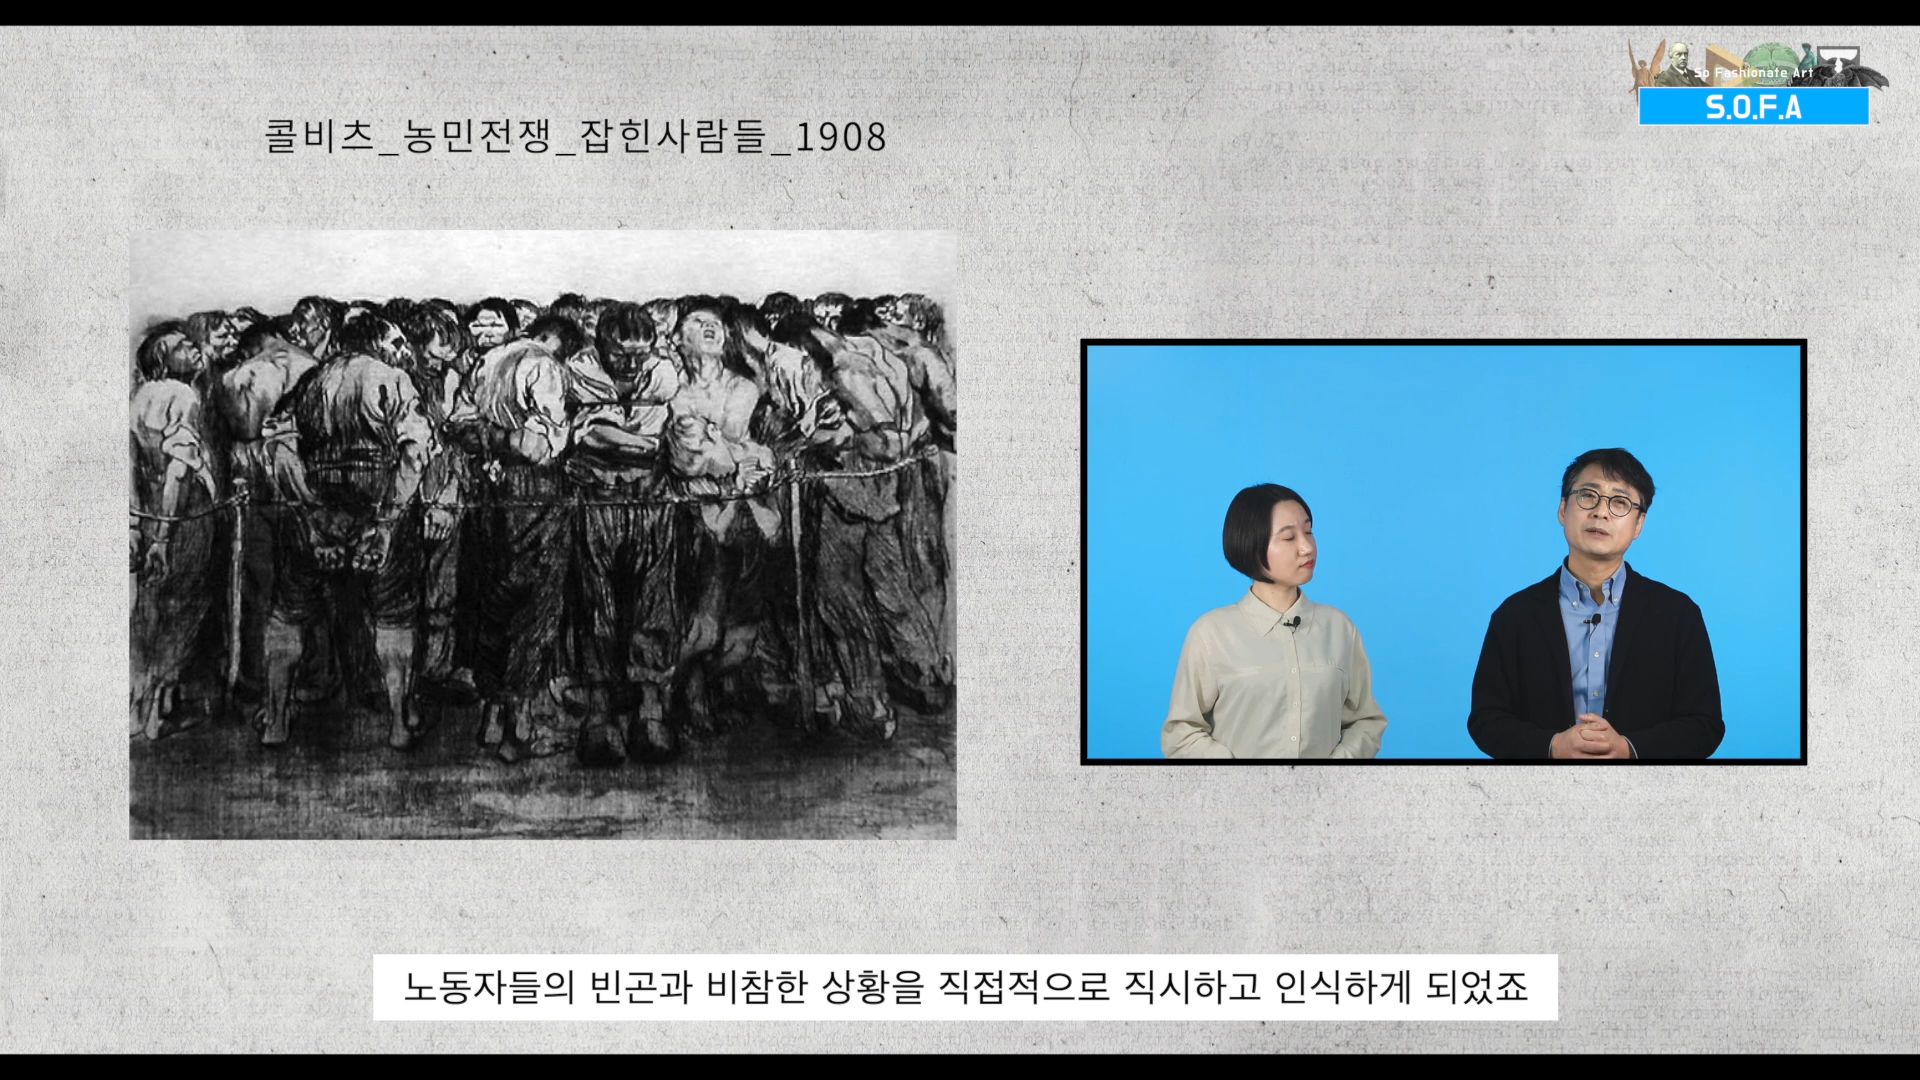 So Fashionate Art
S.O.F.A
콜비츠_농민전쟁_잡힌사람들_1908
노동자들의 빈곤과 비참한 상황을 직접적으로 직시하고 인식하게 되었죠